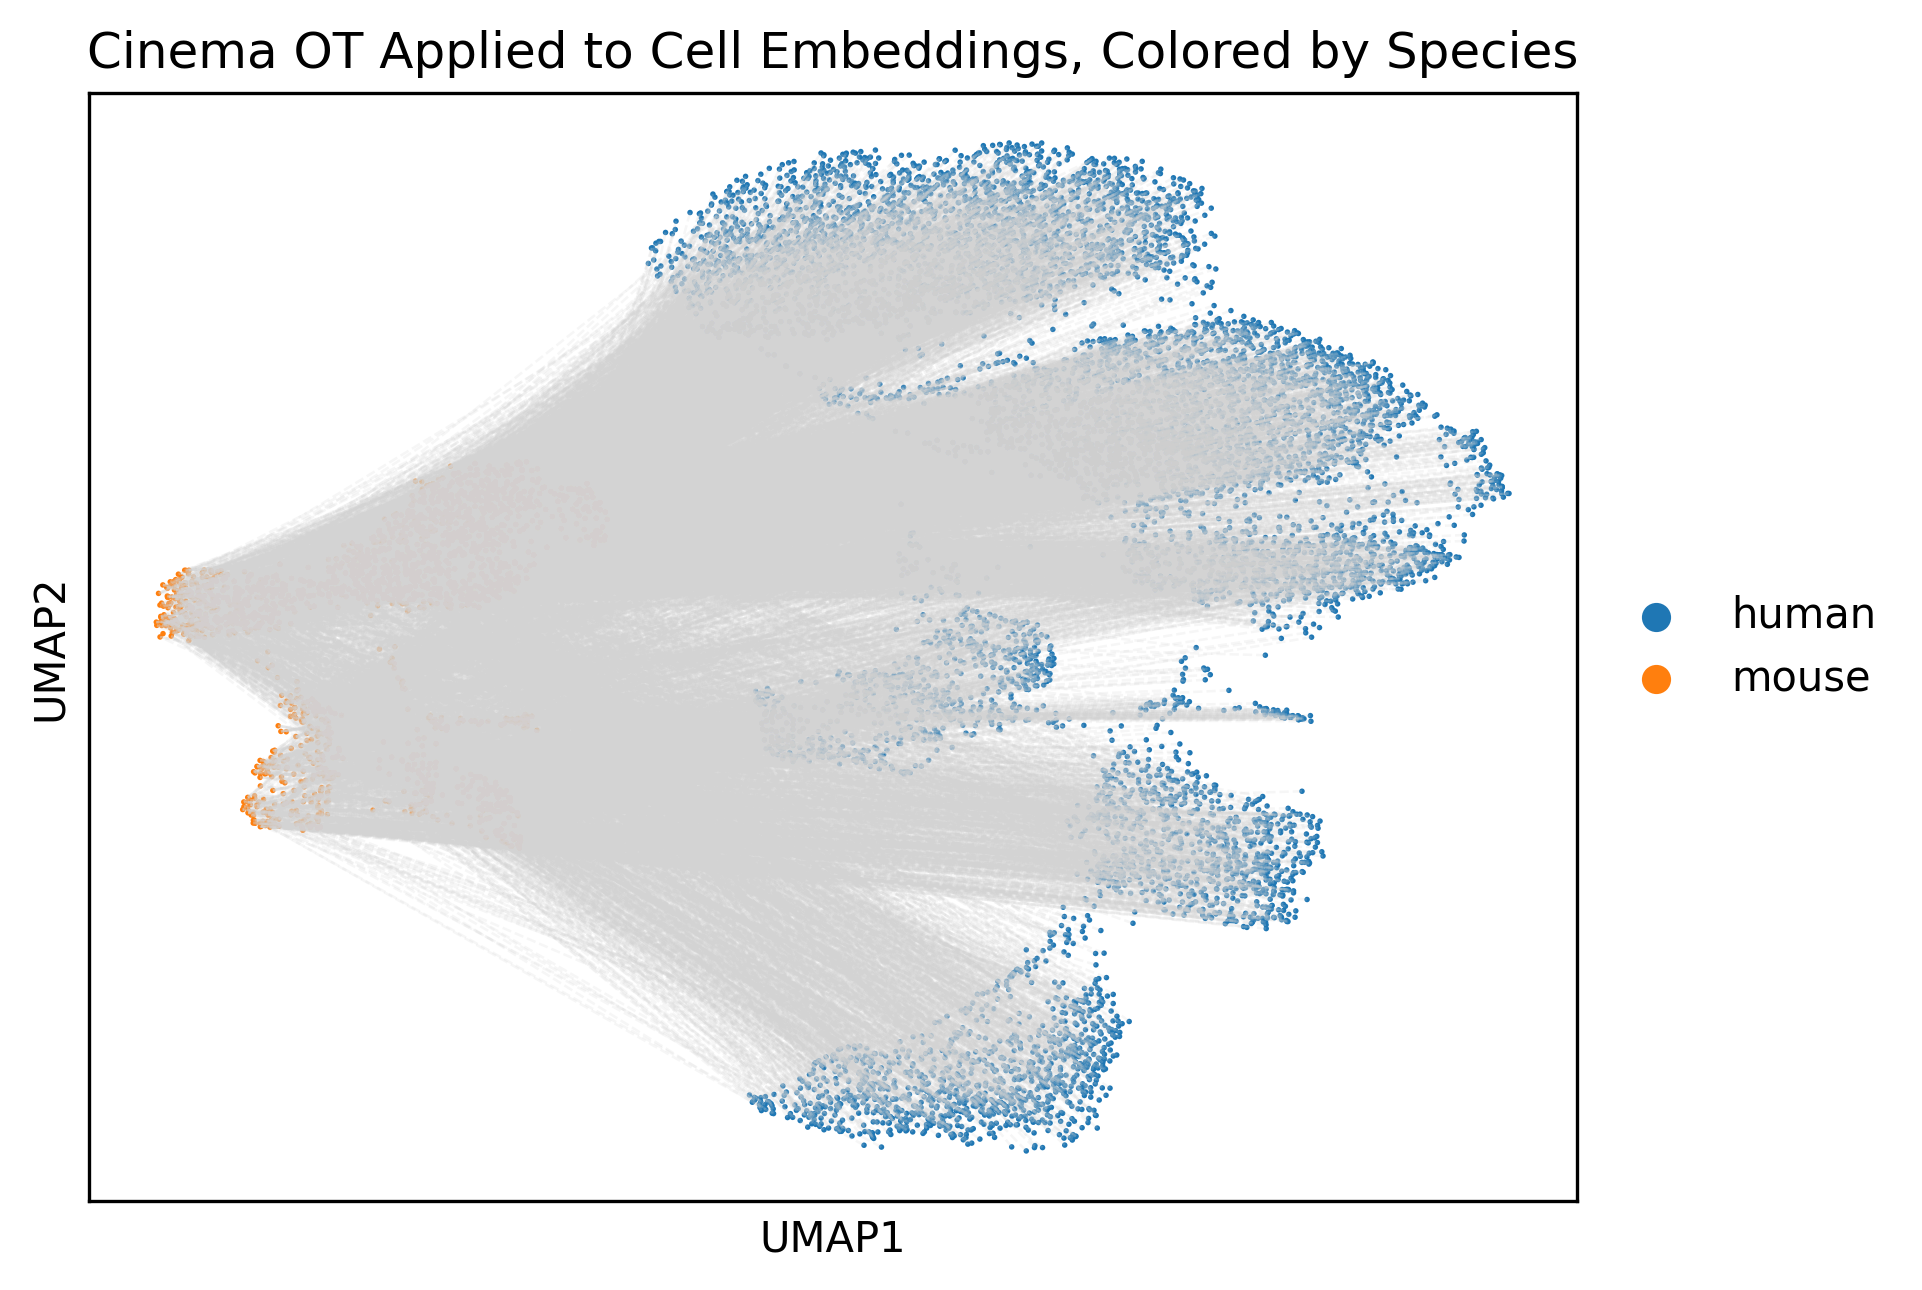 Cinema OT Applied to Cell Embeddings, Colored by Species
UMAP2
human
mouse
UMAP1